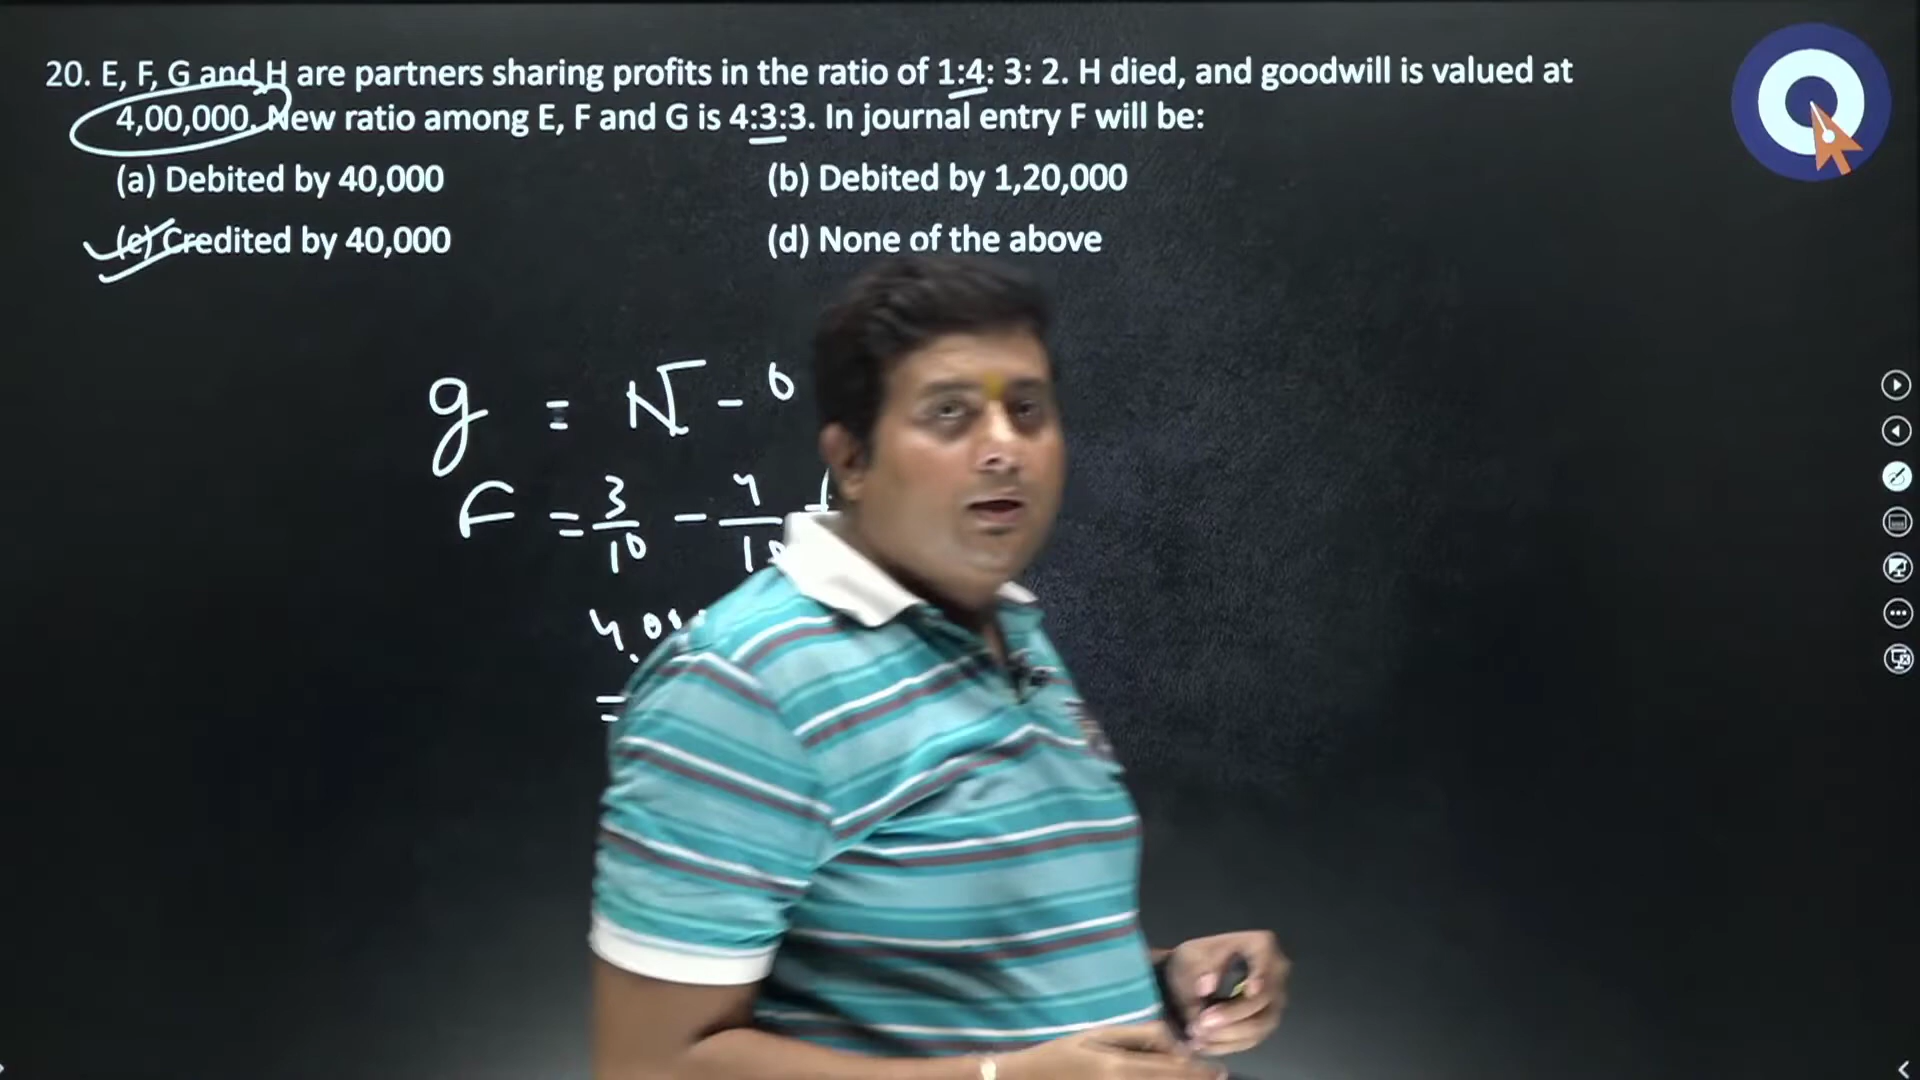 20. E, F, G and H are partners sharing profits in the ratio of 1:4: 3: 2. H died, and goodwill is valued at
4,00,000. New ratio among E, F and G is 4:3:3. In journal entry F will be:
(a) Debited by 40,000 (b) Debited by 1,20,000
(c) Credited by 40,000 (d) None of the above
g = N - 0
F = 3/10 - 4/10
=